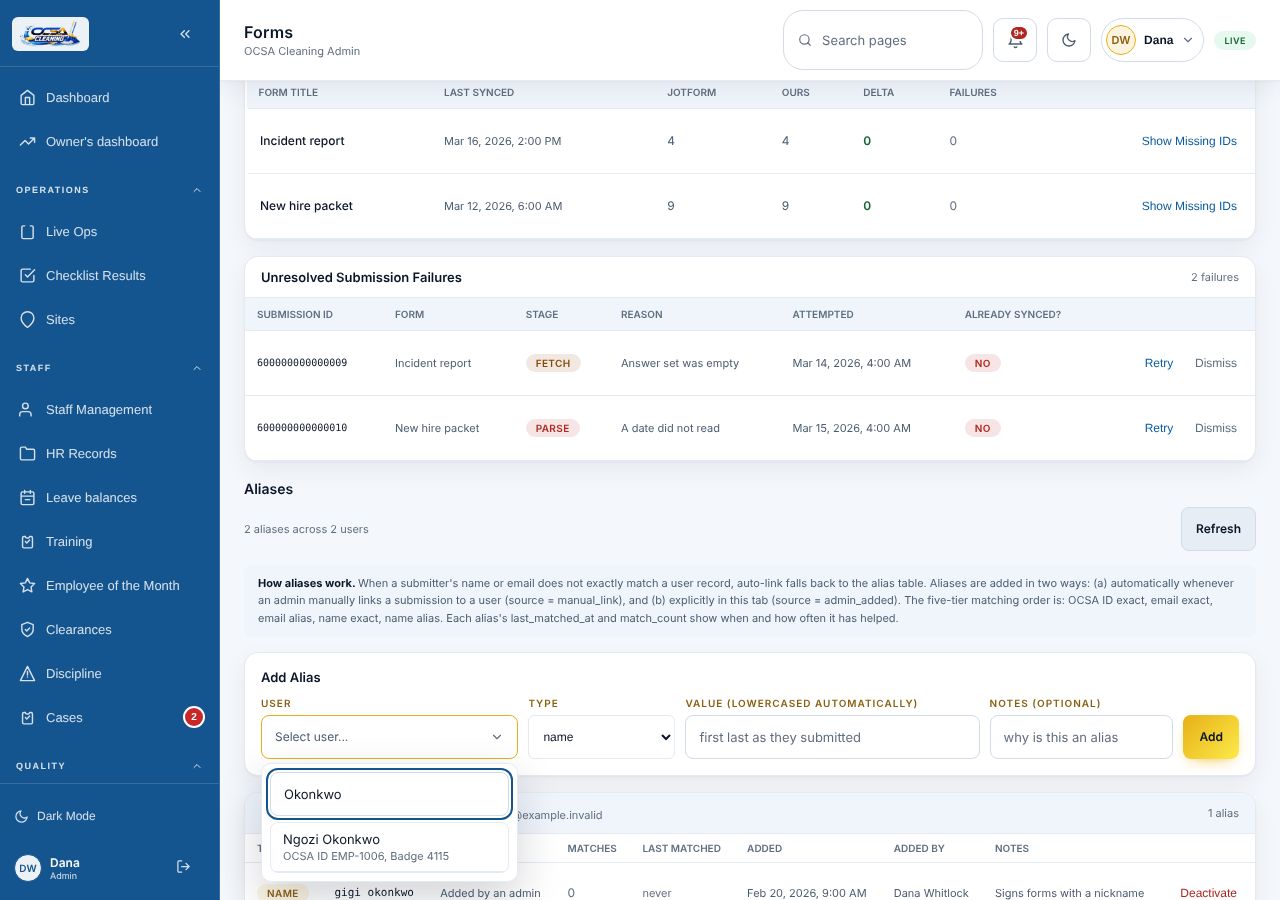 OCSA
CLEANING
Forms
OCSA Cleaning Admin
Search pages
9+
DW
Dana
LIVE
Dashboard
Owner's dashboard
OPERATIONS
Live Ops
Checklist Results
Sites
STAFF
Staff Management
HR Records
Leave balances
Training
Employee of the Month
Clearances
Discipline
Cases
2
QUALITY
Dark Mode
DW
Dana
Admin
FORM TITLE LAST SYNCED JOTFORM OURS DELTA FAILURES
Incident report Mar 16, 2026, 2:00 PM 4 4 0 0 Show Missing IDs
New hire packet Mar 12, 2026, 6:00 AM 9 9 0 0 Show Missing IDs
Unresolved Submission Failures 2 failures
SUBMISSION ID FORM STAGE REASON ATTEMPTED ALREADY SYNCED?
600000000000009 Incident report FETCH Answer set was empty Mar 14, 2026, 4:00 AM NO Retry Dismiss
600000000000010 New hire packet PARSE A date did not read Mar 15, 2026, 4:00 AM NO Retry Dismiss
Aliases
2 aliases across 2 users Refresh
How aliases work. When a submitter's name or email does not exactly match a user record, auto-link falls back to the alias table. Aliases are added in two ways: (a) automatically whenever
an admin manually links a submission to a user (source = manual_link), and (b) explicitly in this tab (source = admin_added). The five-tier matching order is: OCSA ID exact, email exact,
email alias, name exact, name alias. Each alias's last_matched_at and match_count show when and how often it has helped.
Add Alias
USER TYPE VALUE (LOWERCASED AUTOMATICALLY) NOTES (OPTIONAL)
Select user... name first last as they submitted why is this an alias Add
Okonkwo
Ngozi Okonkwo
OCSA ID EMP-1006, Badge 4115
@example.invalid 1 alias
MATCHES LAST MATCHED ADDED ADDED BY NOTES
NAME gigi okonkwo Added by an admin 0 never Feb 20, 2026, 9:00 AM Dana Whitlock Signs forms with a nickname Deactivate